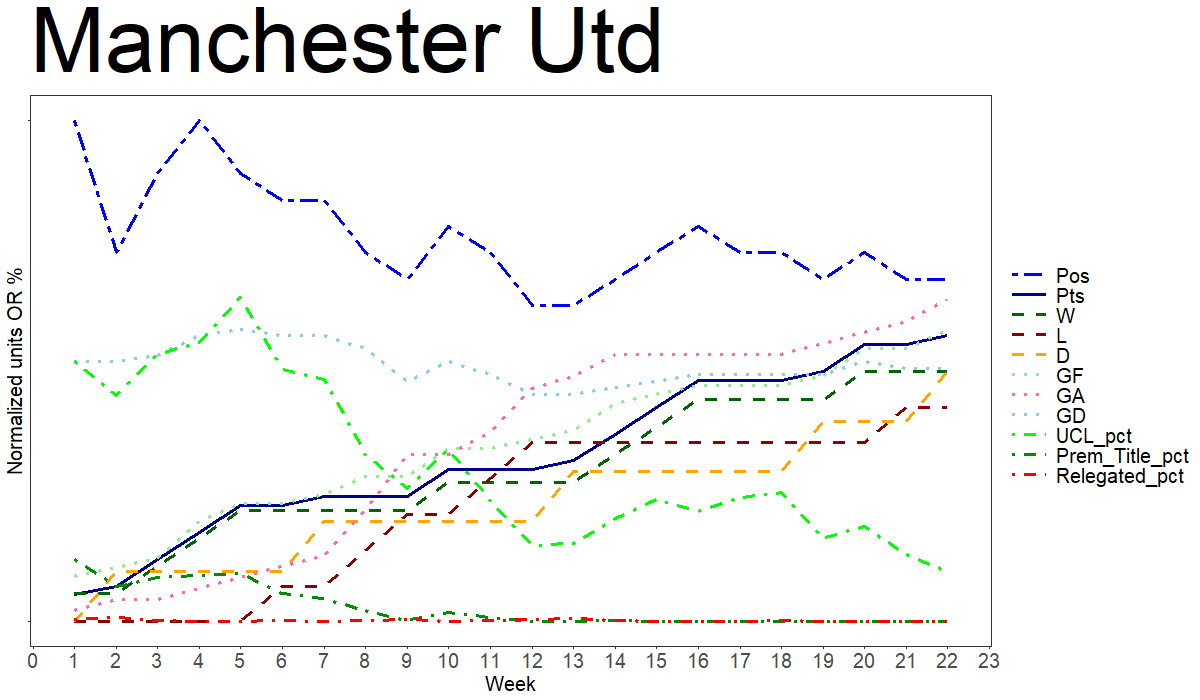 Manchester Utd
Normalized units OR %
Pos
Pts
W
L
D
GF
GA
GD
UCL_pct
Prem_Title_pct
Relegated_pct
0 1 2 3 4 5 6 7 8 9 10 11 12 13 14 15 16 17 18 19 20 21 22 23
Week